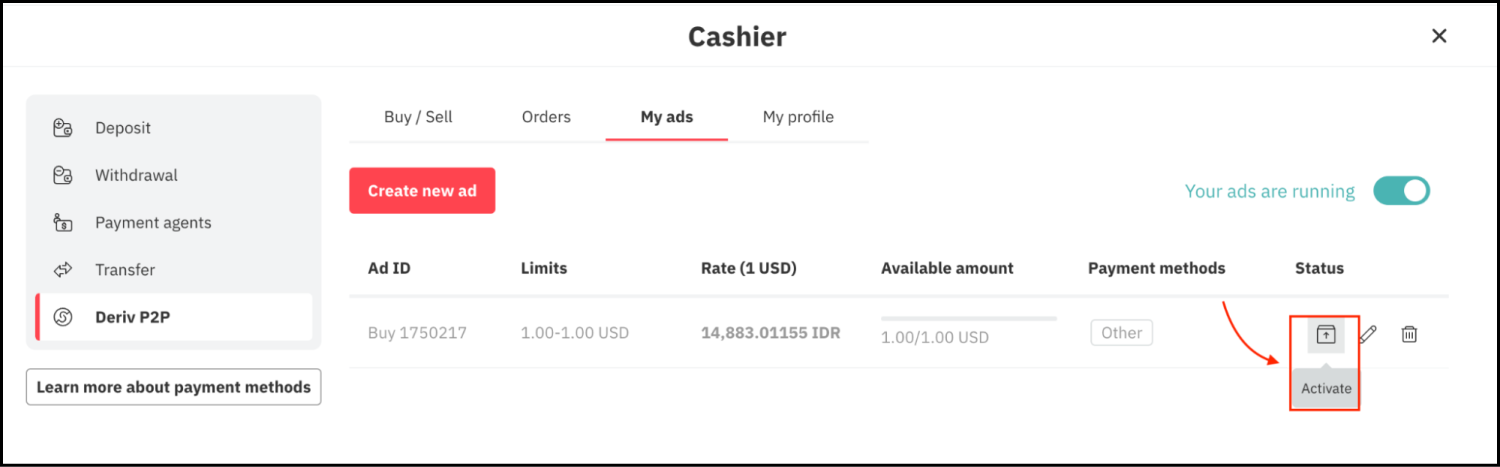 Cashier
Deposit
Withdrawal
Payment agents
Transfer
Deriv P2P
Learn more about payment methods
Buy / Sell Orders My ads My profile
Create new ad
Your ads are running
Ad ID Limits Rate (1 USD) Available amount Payment methods Status
Buy 1750217 1.00-1.00 USD 14,883.01155 IDR 1.00/1.00 USD Other
Activate